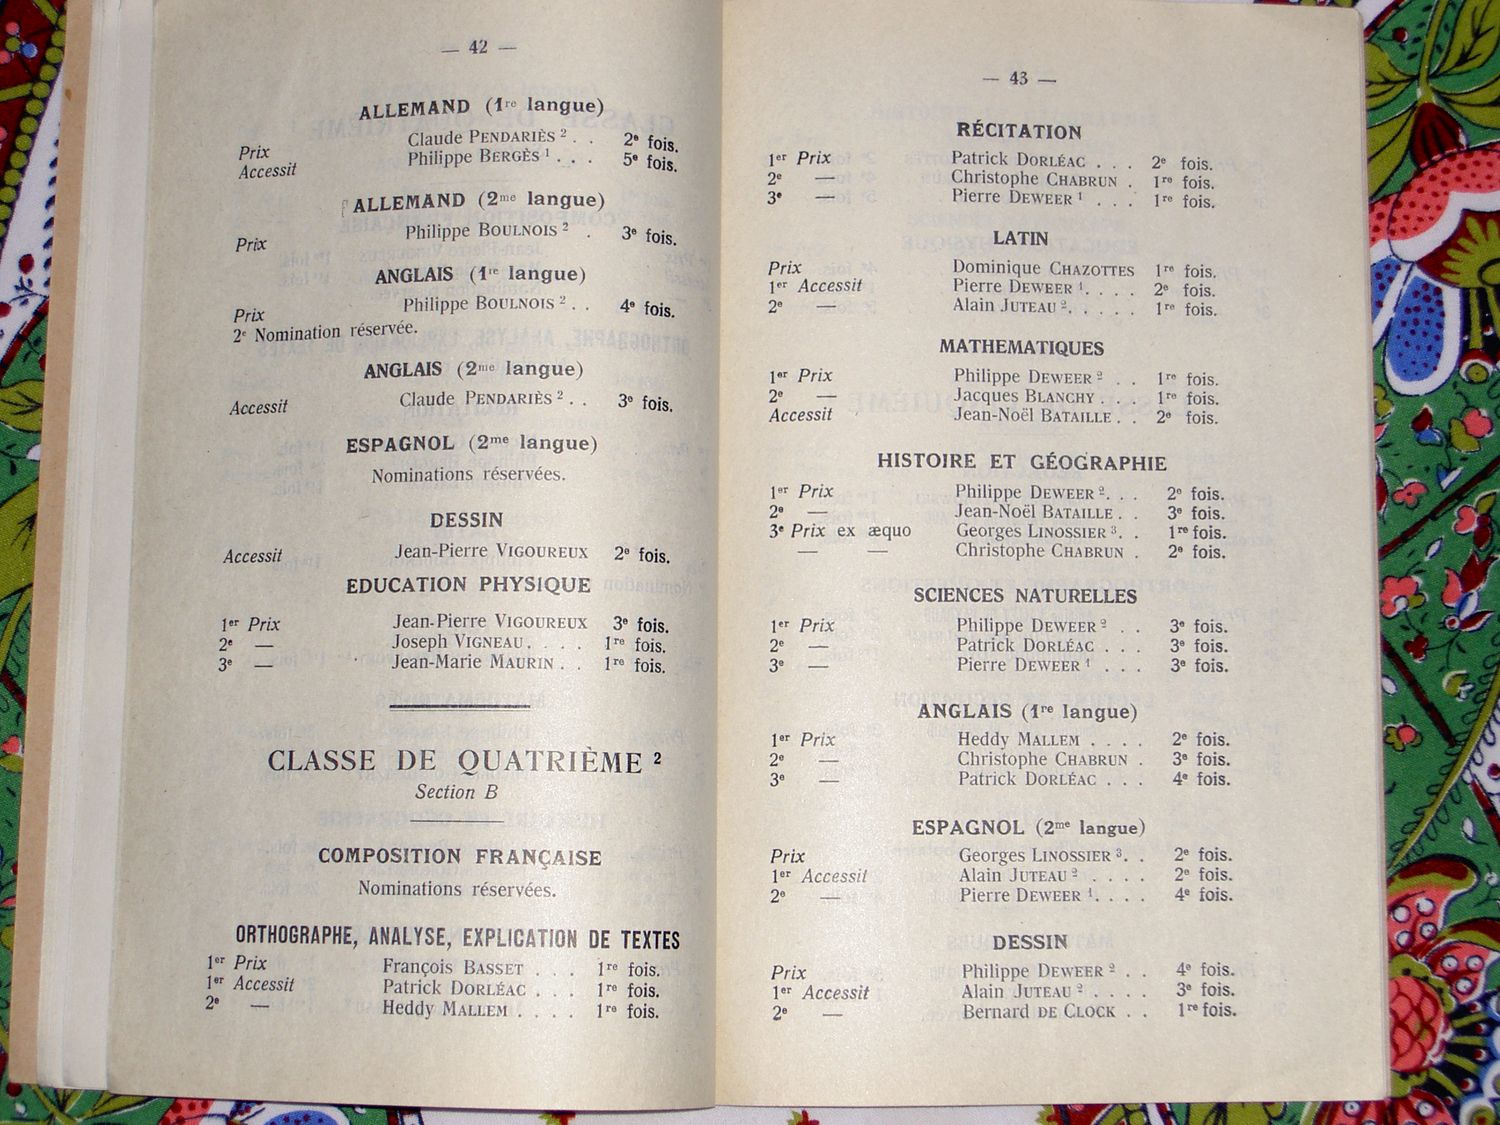 — 42 —
ALLEMAND (1re langue)
Prix Claude PENDARIÈS 2 . . 2e fois.
Accessit Philippe BERGÈS 1 . . . 5e fois.
ALLEMAND (2me langue)
Prix Philippe BOULNOIS 2 . 3e fois.
ANGLAIS (1re langue)
Prix Philippe BOULNOIS 2 . . 4e fois.
2e Nomination réservée.
ANGLAIS (2me langue)
Accessit Claude PENDARIÈS 2 . . 3e fois.
ESPAGNOL (2me langue)
Nominations réservées.
DESSIN
Accessit Jean-Pierre VIGOUREUX 2e fois.
EDUCATION PHYSIQUE
1er Prix Jean-Pierre VIGOUREUX 3e fois.
2e — Joseph VIGNEAU. . . . 1re fois.
3e — Jean-Marie MAURIN . . 1re fois.
CLASSE DE QUATRIÈME 2
Section B
COMPOSITION FRANÇAISE
Nominations réservées.
ORTHOGRAPHE, ANALYSE, EXPLICATION DE TEXTES
1er Prix François BASSET . . . 1re fois.
1er Accessit Patrick DORLÉAC . . . 1re fois.
2e — Heddy MALLEM . . . . 1re fois.
— 43 —
RÉCITATION
1er Prix Patrick DORLÉAC . . . 2e fois.
2e — Christophe CHABRUN . 1re fois.
3e — Pierre DEWEER 1 . . . 1re fois.
LATIN
Prix Dominique CHAZOTTES 1re fois.
1er Accessit Pierre DEWEER 1. . . . 2e fois.
2e — Alain JUTEAU 2. . . . . 1re fois.
MATHEMATIQUES
1er Prix Philippe DEWEER 2 . . 1re fois.
2e — Jacques BLANCHY . . . 1re fois.
Accessit Jean-Noël BATAILLE . . 2e fois.
HISTOIRE ET GÉOGRAPHIE
1er Prix Philippe DEWEER 2. . . 2e fois.
2e — Jean-Noël BATAILLE . . 3e fois.
3e Prix ex æquo Georges LINOSSIER 3. . 1re fois.
— — Christophe CHABRUN . 2e fois.
SCIENCES NATURELLES
1er Prix Philippe DEWEER 2 . . 3e fois.
2e — Patrick DORLÉAC . . . 3e fois.
3e — Pierre DEWEER 1 . . . 3e fois.
ANGLAIS (1re langue)
1er Prix Heddy MALLEM . . . . 2e fois.
2e — Christophe CHABRUN . 3e fois.
3e — Patrick DORLÉAC . . . 4e fois.
ESPAGNOL (2me langue)
Prix Georges LINOSSIER 3. . 2e fois.
1er Accessit Alain JUTEAU 2 . . . . 2e fois.
2e — Pierre DEWEER 1. . . . 4e fois.
DESSIN
Prix Philippe DEWEER 2 . . 4e fois.
1er Accessit Alain JUTEAU 2 . . . . 3e fois.
2e — Bernard DE CLOCK . . 1re fois.